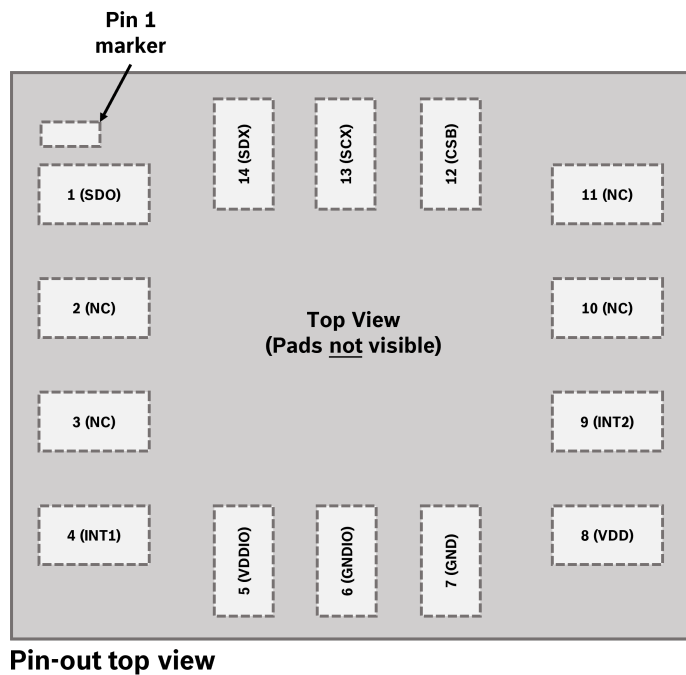 Pin 1
marker
14 (SDX)
13 (SCX)
12 (CSB)
1 (SDO)
11 (NC)
2 (NC)
10 (NC)
Top View
(Pads not visible)
3 (NC)
9 (INT2)
4 (INT1)
8 (VDD)
5 (VDDIO)
6 (GNDIO)
7 (GND)
Pin-out top view